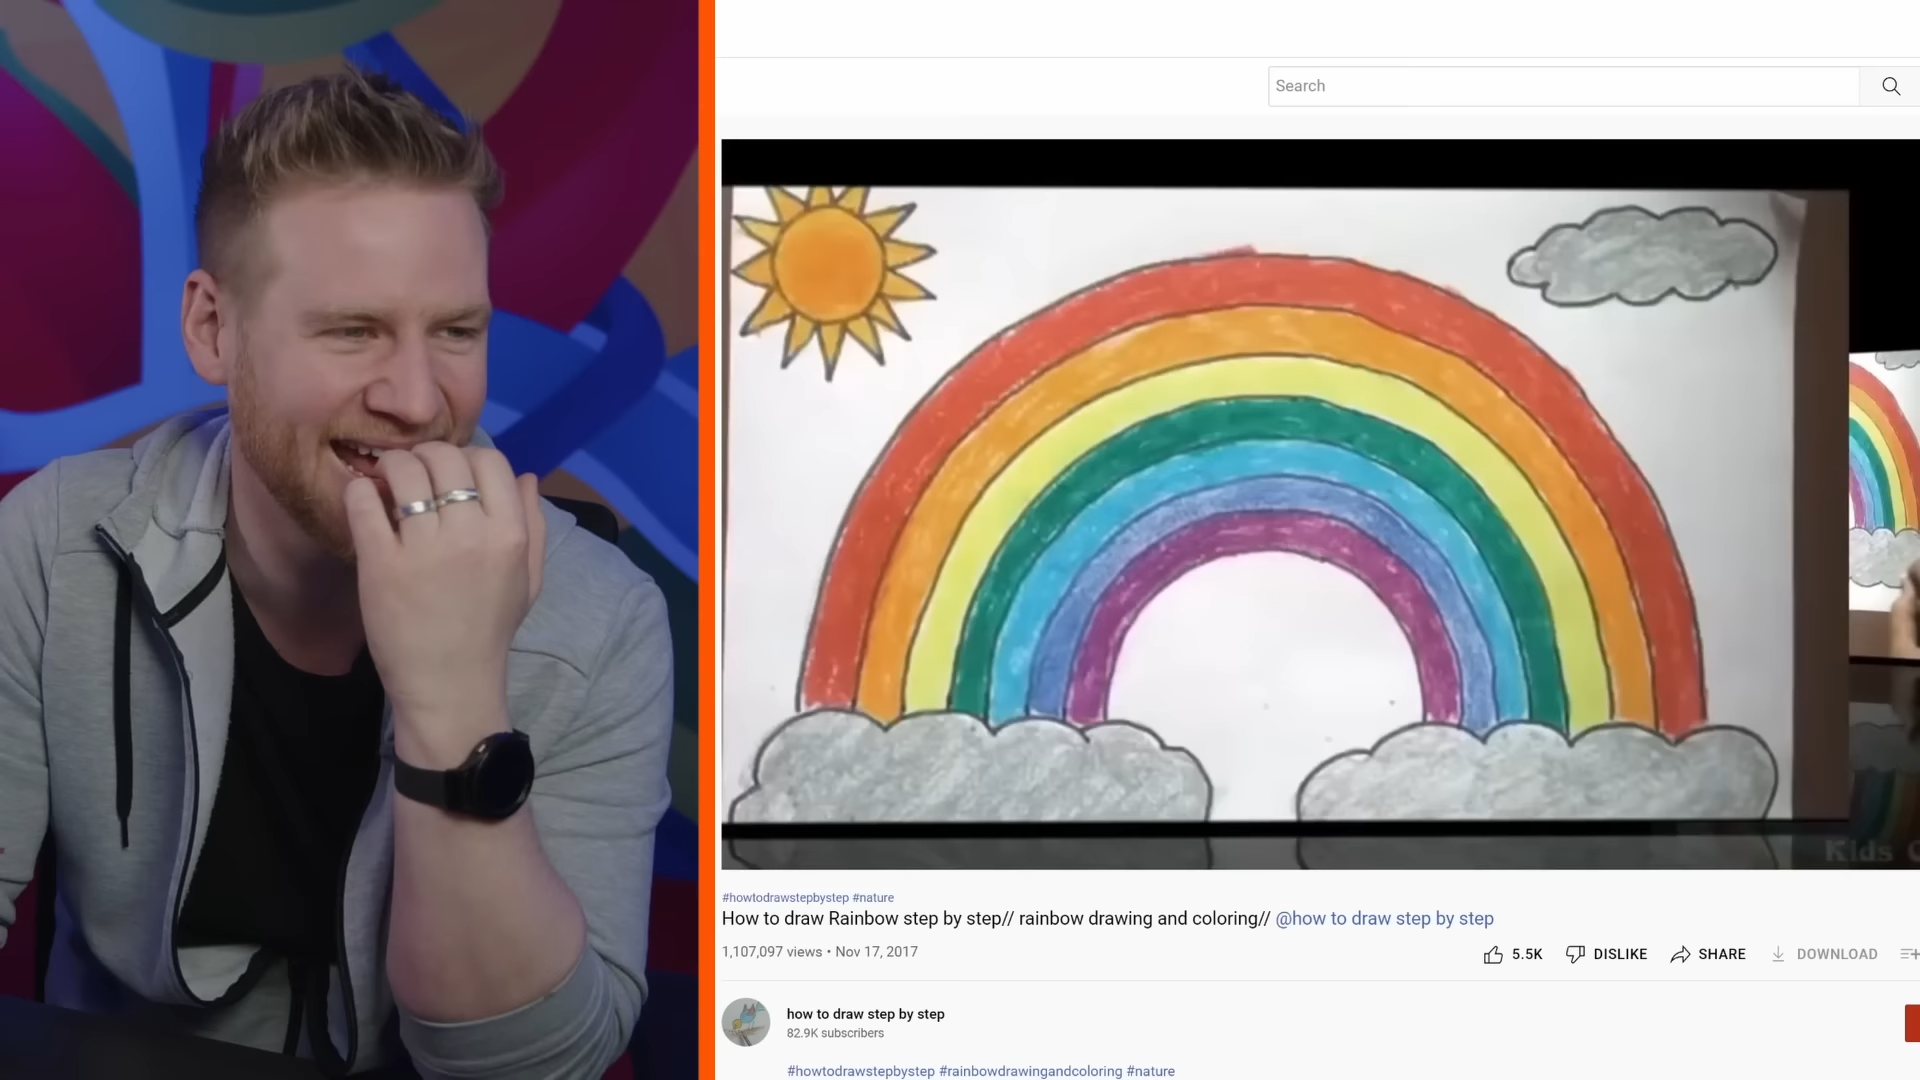 Search
Kids
#howtodrawstepbystep #nature
How to draw Rainbow step by step// rainbow drawing and coloring// @how to draw step by step
1,107,097 views • Nov 17, 2017
5.5K DISLIKE SHARE DOWNLOAD
how to draw step by step
82.9K subscribers
#howtodrawstepbystep #rainbowdrawingandcoloring #nature